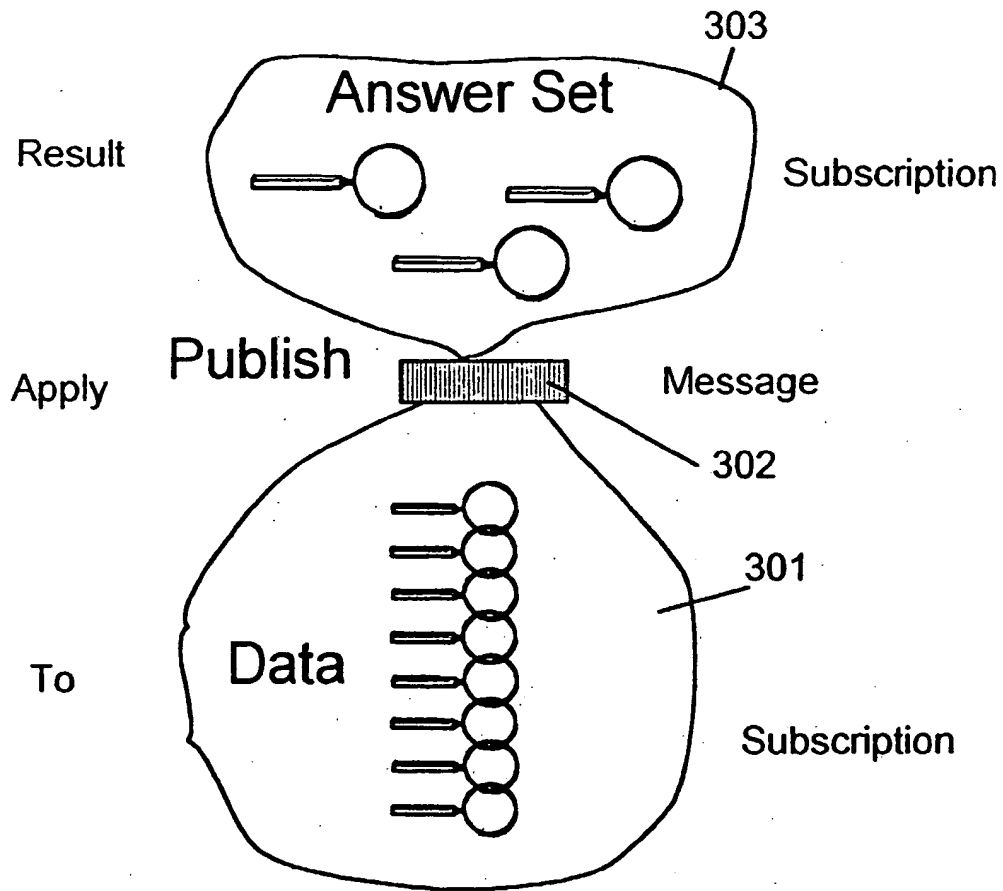 303
Answer Set
Result
Subscription
Publish
Apply
Message
302
301
Data
To
Subscription